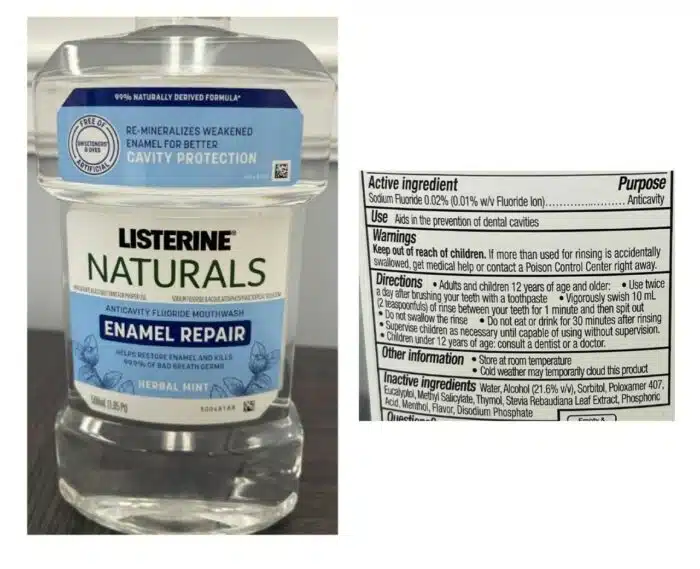 99% NATURALLY DERIVED FORMULA*
FREE OF
SWEETENERS
& DYES
ARTIFICIAL
RE-MINERALIZES WEAKENED
ENAMEL FOR BETTER
CAVITY PROTECTION
LISTERINE®
NATURALS
ANTICAVITY FLUORIDE MOUTHWASH
ENAMEL REPAIR
HELPS RESTORE ENAMEL AND KILLS
99.9% OF BAD BREATH GERMS
HERBAL MINT
500mL (1.05 Pt)
Active ingredient Purpose
Sodium Fluoride 0.02% (0.01% w/v Fluoride Ion)........................ Anticavity
Use Aids in the prevention of dental cavities
Warnings
Keep out of reach of children. If more than used for rinsing is accidentally
swallowed, get medical help or contact a Poison Control Center right away.
Directions • Adults and children 12 years of age and older: • Use twice
a day after brushing your teeth with a toothpaste • Vigorously swish 10 mL
(2 teaspoonfuls) of rinse between your teeth for 1 minute and then spit out
• Do not swallow the rinse • Do not eat or drink for 30 minutes after rinsing
• Supervise children as necessary until capable of using without supervision.
• Children under 12 years of age: consult a dentist or a doctor.
Other information • Store at room temperature
• Cold weather may temporarily cloud this product
Inactive ingredients Water, Alcohol (21.6% v/v), Sorbitol, Poloxamer 407,
Eucalyptol, Methyl Salicylate, Thymol, Stevia Rebaudiana Leaf Extract, Phosphoric
Acid, Menthol, Flavor, Disodium Phosphate
Questions?